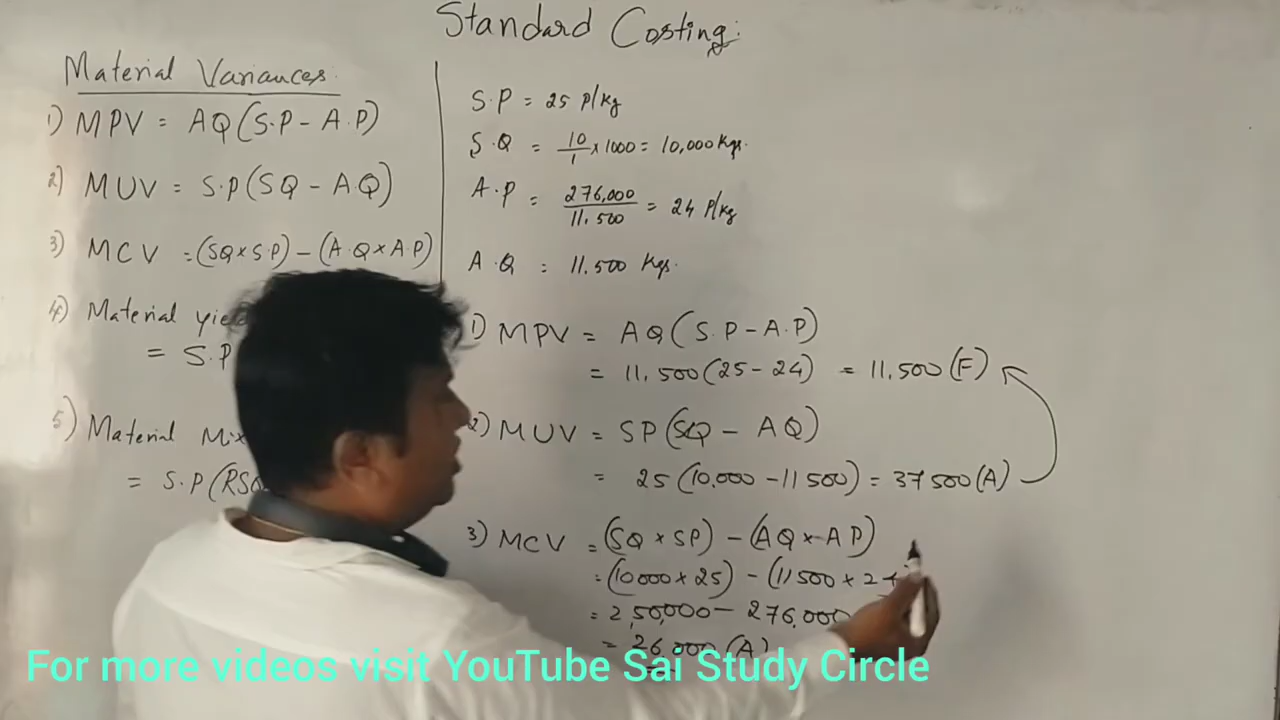 Standard Costing:
Material Variances:
1) MPV = AQ(S.P - A.P)
2) MUV = S.P(SQ - A.Q)
3) MCV = (SQ×S.P) - (A.Q×A.P)
4) Material
= S.P
5) Material Mix
= S.P(RSQ
S.P = 25 P/Kg
S.Q = 10/1 × 1000 = 10,000 Kgs.
A.P = 276,000/11,500 = 24 P/Kg
A.Q = 11,500 Kgs.
1) MPV = AQ(S.P - A.P)
= 11,500(25 - 24) = 11,500(F)
2) MUV = SP(SQ - AQ)
= 25(10,000 - 11500) = 37500(A)
3) MCV = (SQ × SP) - (AQ × AP)
= (10000 × 25) - (11500 × 24
= 2,50,000 - 276,000
= 26,000(A)
For more videos visit YouTube Sai Study Circle